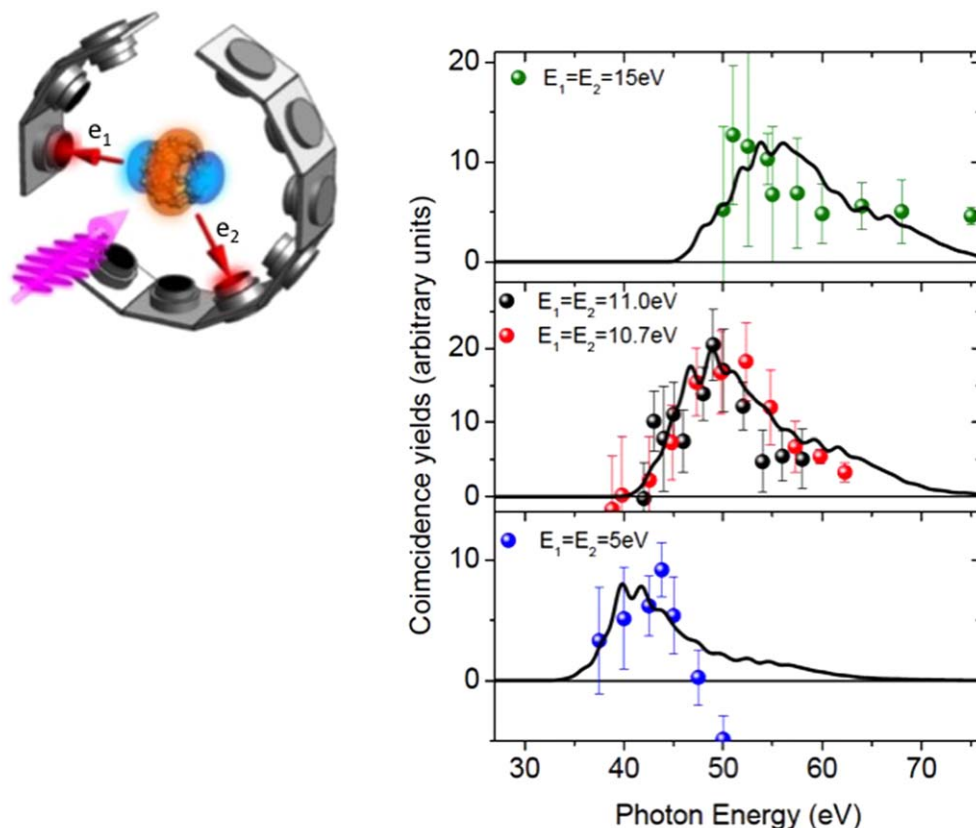 e₁
e₂
Coimcidence yields (arbitrary units)
20
10
0
E₁=E₂=15eV
20
10
0
E₁=E₂=11.0eV
E₁=E₂=10.7eV
10
0
E₁=E₂=5eV
30 40 50 60 70
Photon Energy (eV)